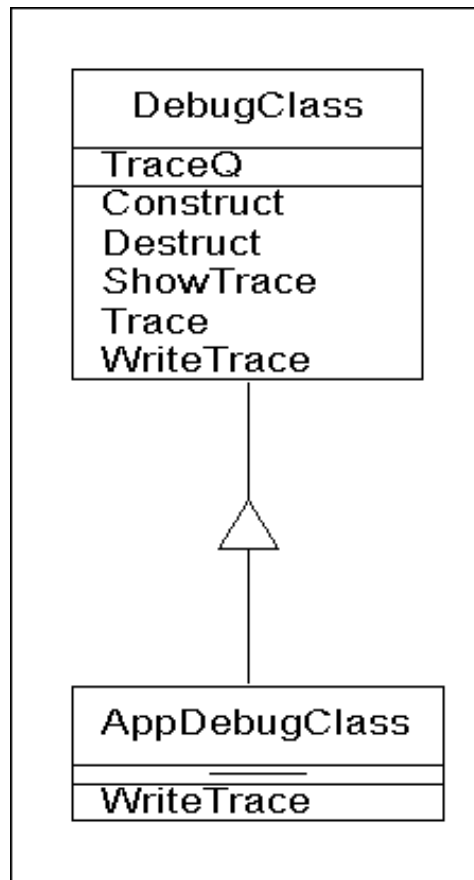 DebugClass
TraceQ
Construct
Destruct
ShowTrace
Trace
WriteTrace
AppDebugClass
WriteTrace